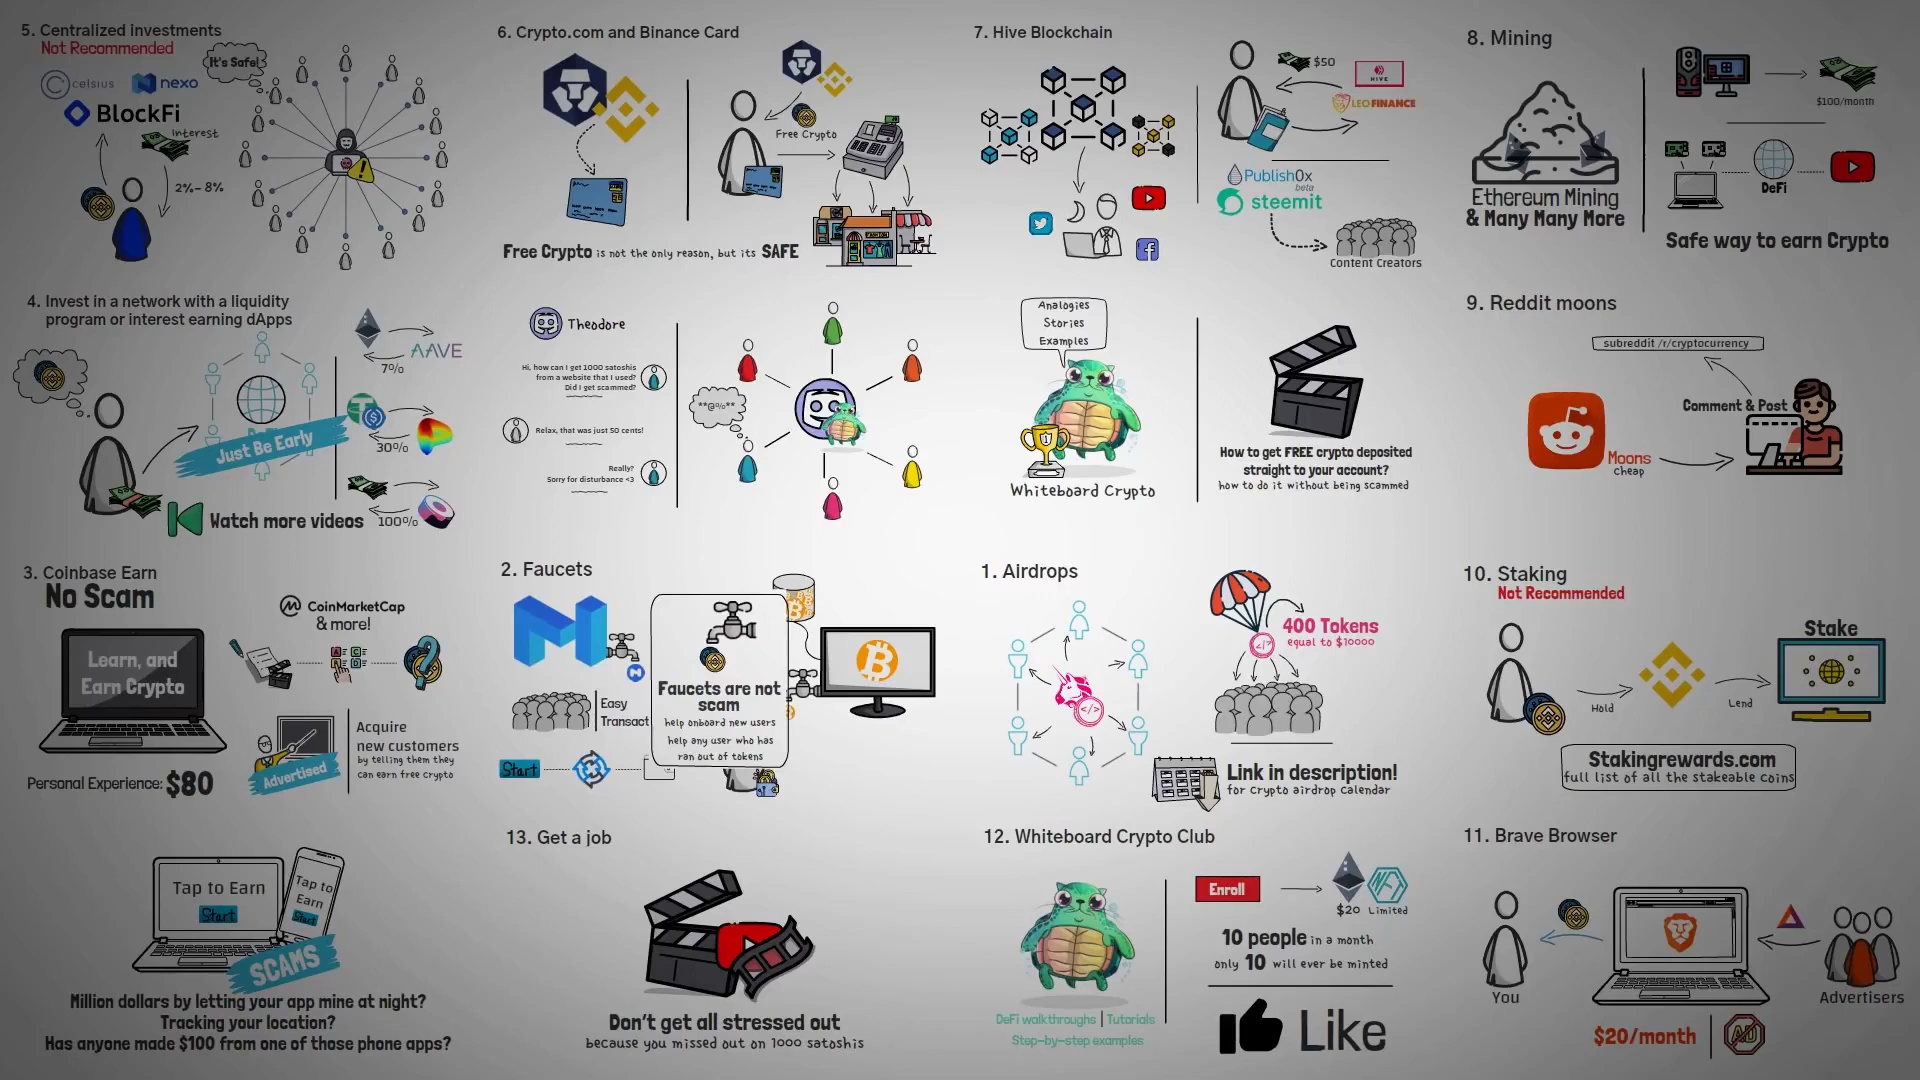 5. Centralized investments
Not Recommended
It's Safe!
celsius
nexo
BlockFi
Interest
2%- 8%
6. Crypto.com and Binance Card
Free Crypto
Free Crypto is not the only reason, but its SAFE
FASHION
7. Hive Blockchain
$50
HIVE
LEOFINANCE
PublishOx
beta
steemit
Content Creators
8. Mining
$100/month
Ethereum Mining
& Many Many More
DeFi
Safe way to earn Crypto
4. Invest in a network with a liquidity
program or interest earning dApps
Just Be Early
AAVE
7%
30%
100%
Watch more videos
Theodore
Hi, how can I get 1000 satoshis
from a website that I used?
Did I get scammed?
Relax, that was just 50 cents!
Really?
Sorry for disturbance <3
**@%**
Analogies
Stories
Examples
1
Whiteboard Crypto
How to get FREE crypto deposited
straight to your account?
how to do it without being scammed
9. Reddit moons
subreddit /r/cryptocurrency
Comment & Post
Moons
cheap
3. Coinbase Earn
No Scam
Learn, and
Earn Crypto
CoinMarketCap
& more!
A C
B D
?
Advertised
Acquire
new customers
by telling them they
can earn free crypto
Personal Experience: $80
2. Faucets
Easy
Transact
Start
Faucets are not
scam
help onboard new users
help any user who has
ran out of tokens
1. Airdrops
400 Tokens
equal to $10000
</>
</>
Link in description!
for crypto airdrop calendar
10. Staking
Not Recommended
Stake
Hold
Lend
Stakingrewards.com
full list of all the stakeable coins
Tap to Earn
Start
Tap to
Earn
Start
SCAMS
Million dollars by letting your app mine at night?
Tracking your location?
Has anyone made $100 from one of those phone apps?
13. Get a job
Don't get all stressed out
because you missed out on 1000 satoshis
12. Whiteboard Crypto Club
Enroll
$20
Limited
10 people in a month
only 10 will ever be minted
DeFi walkthroughs | Tutorials
Step-by-step examples
Like
11. Brave Browser
You
Advertisers
$20/month
AD